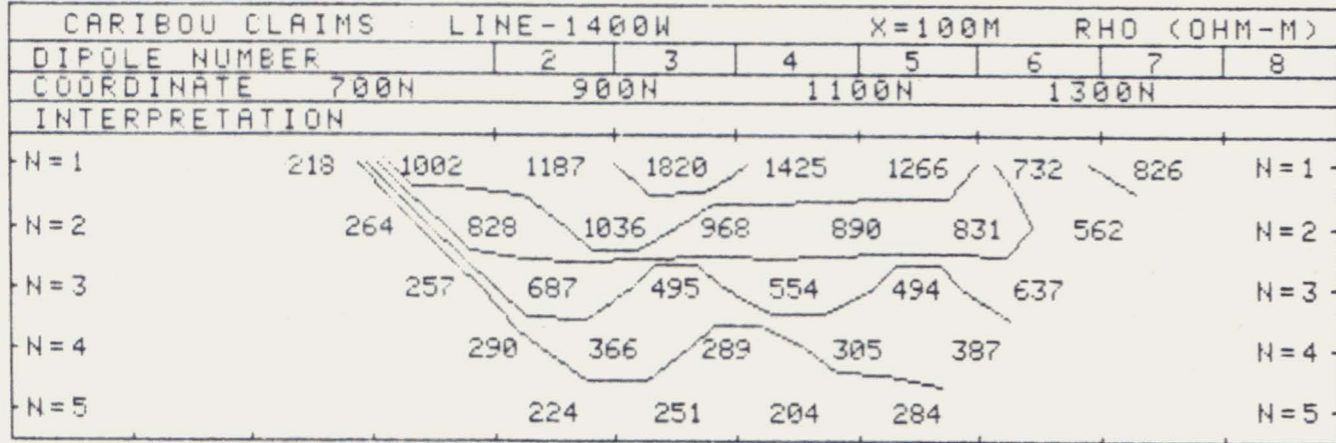 CARIBOU CLAIMS LINE-1400W X=100M RHO (OHM-M)
DIPOLE NUMBER 2 3 4 5 6 7 8
COORDINATE 700N 900N 1100N 1300N
INTERPRETATION
N=1 218 1002 1187 1820 1425 1266 732 826 N=1
N=2 264 828 1036 968 890 831 562 N=2
N=3 257 687 495 554 494 637 N=3
N=4 290 366 289 305 387 N=4
N=5 224 251 204 284 N=5